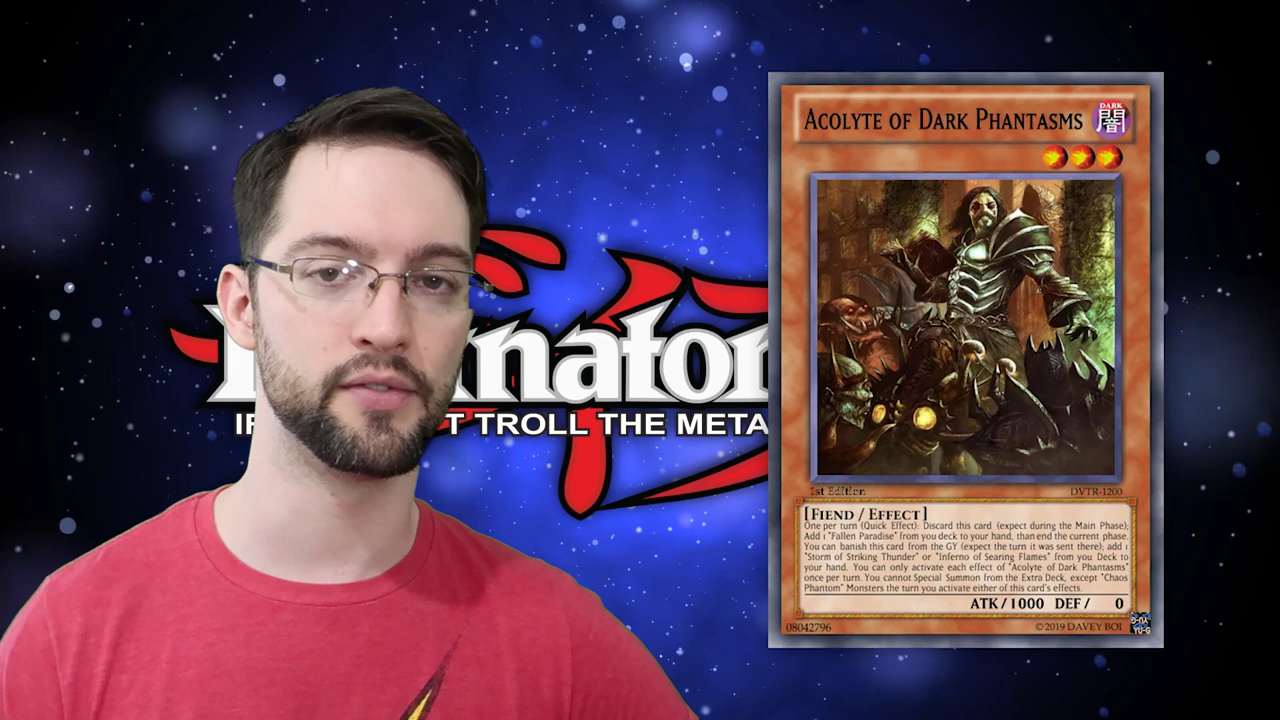 Acolyte of Dark Phantasms
DARK
闇
nator
T TROLL THE META
1st Edition
DVTR-1200
[Fiend / Effect]
One per turn (Quick Effect): Discard this card (expect during the Main Phase);
Add 1 "Fallen Paradise" from you deck to your hand, than end the current phase.
You can banish this card from the GY (expect the turn it was sent there); add 1
"Storm of Striking Thunder" or "Inferno of Searing Flames" from you Deck to
your hand. You can only activate each effect of "Acolyte of Dark Phantasms"
once per turn. You cannot Special Summon from the Extra Deck, except "Chaos
Phantom" Monsters the turn you activate either of this card's effects.
ATK / 1000 DEF / 0
08042796
©2019 DAVEY BOI